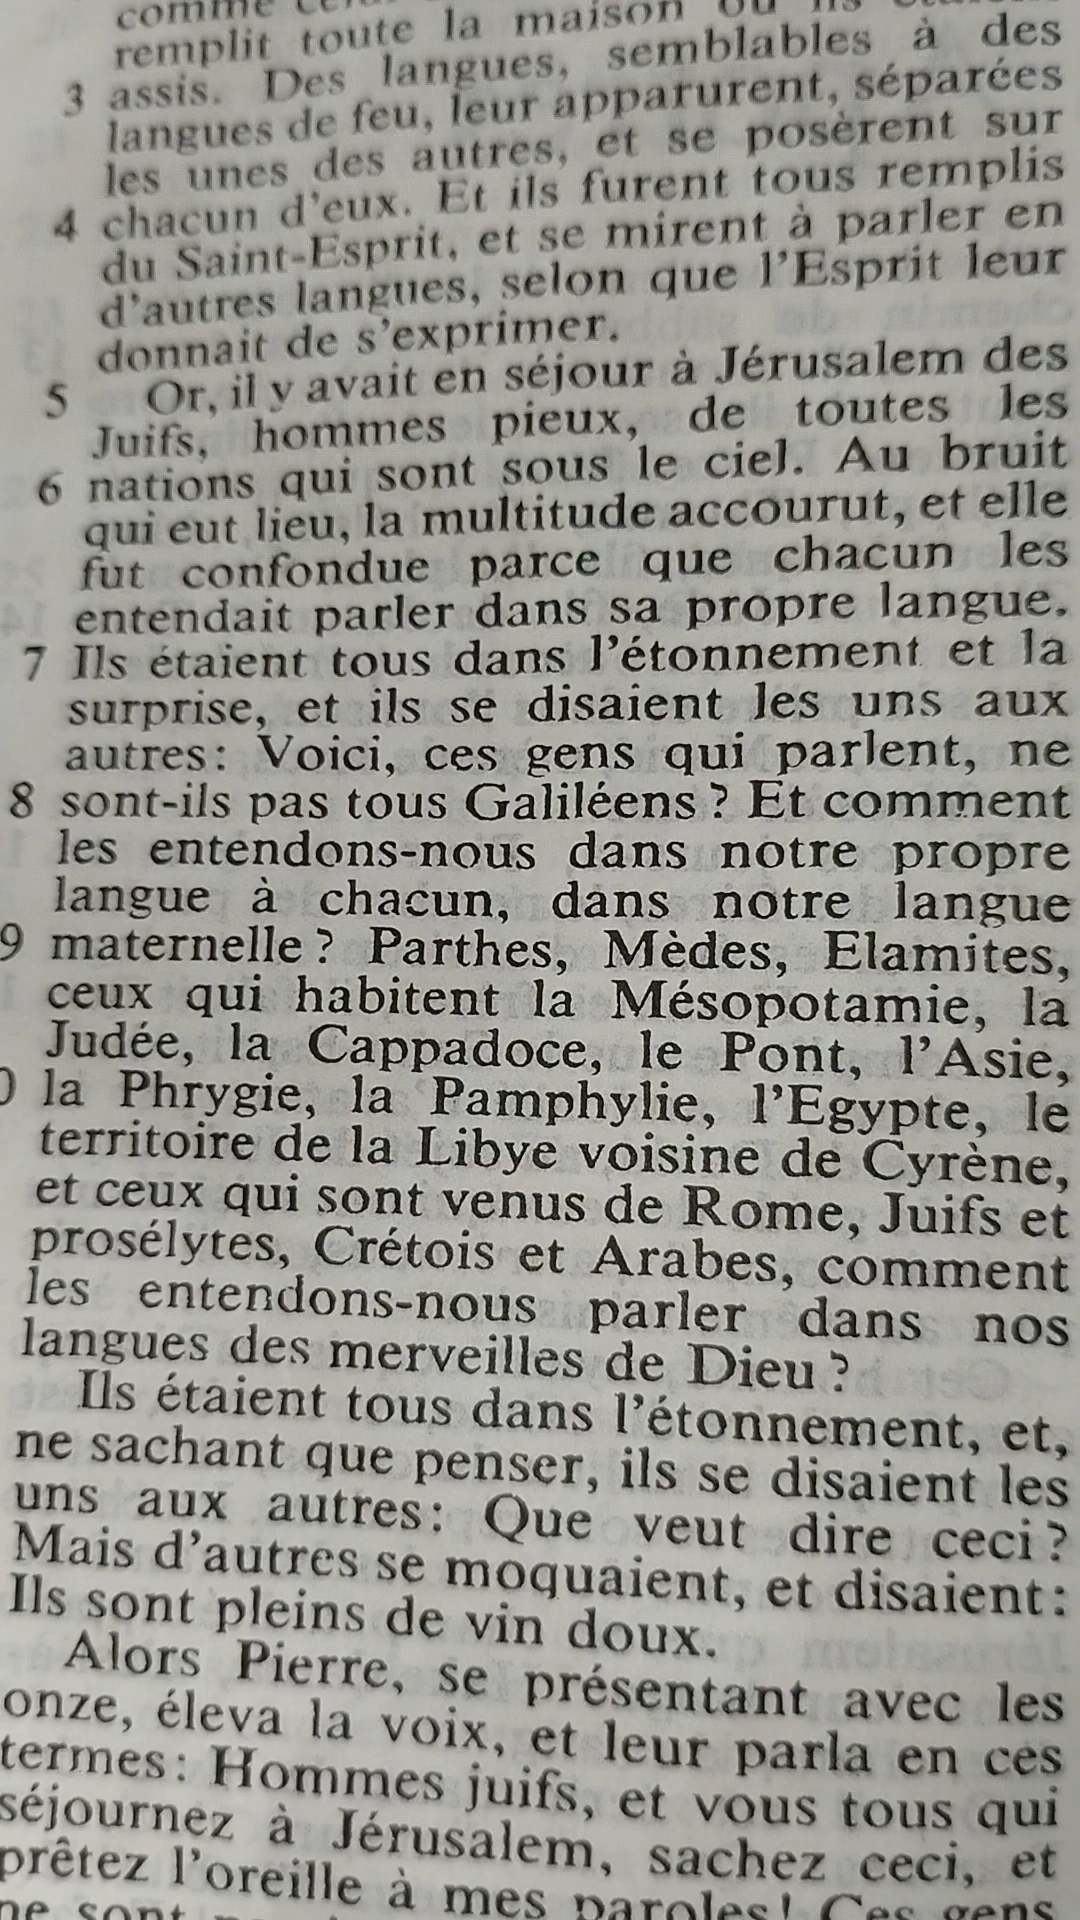 comme
remplit toute la maison où ils étaient
3 assis. Des langues, semblables à des
langues de feu, leur apparurent, séparées
les unes des autres, et se posèrent sur
4 chacun d'eux. Et ils furent tous remplis
du Saint-Esprit, et se mirent à parler en
d'autres langues, selon que l'Esprit leur
donnait de s'exprimer.
5 Or, il y avait en séjour à Jérusalem des
Juifs, hommes pieux, de toutes les
6 nations qui sont sous le ciel. Au bruit
qui eut lieu, la multitude accourut, et elle
fut confondue parce que chacun les
entendait parler dans sa propre langue.
7 Ils étaient tous dans l'étonnement et la
surprise, et ils se disaient les uns aux
autres: Voici, ces gens qui parlent, ne
8 sont-ils pas tous Galiléens ? Et comment
les entendons-nous dans notre propre
langue à chacun, dans notre langue
9 maternelle ? Parthes, Mèdes, Elamites,
ceux qui habitent la Mésopotamie, la
Judée, la Cappadoce, le Pont, l'Asie,
0 la Phrygie, la Pamphylie, l'Egypte, le
territoire de la Libye voisine de Cyrène,
et ceux qui sont venus de Rome, Juifs et
prosélytes, Crétois et Arabes, comment
les entendons-nous parler dans nos
langues des merveilles de Dieu ?
Ils étaient tous dans l'étonnement, et,
ne sachant que penser, ils se disaient les
uns aux autres: Que veut dire ceci ?
Mais d'autres se moquaient, et disaient:
Ils sont pleins de vin doux.
Alors Pierre, se présentant avec les
onze, éleva la voix, et leur parla en ces
termes: Hommes juifs, et vous tous qui
séjournez à Jérusalem, sachez ceci, et
prêtez l'oreille à mes paroles! Ces gens
ne sont